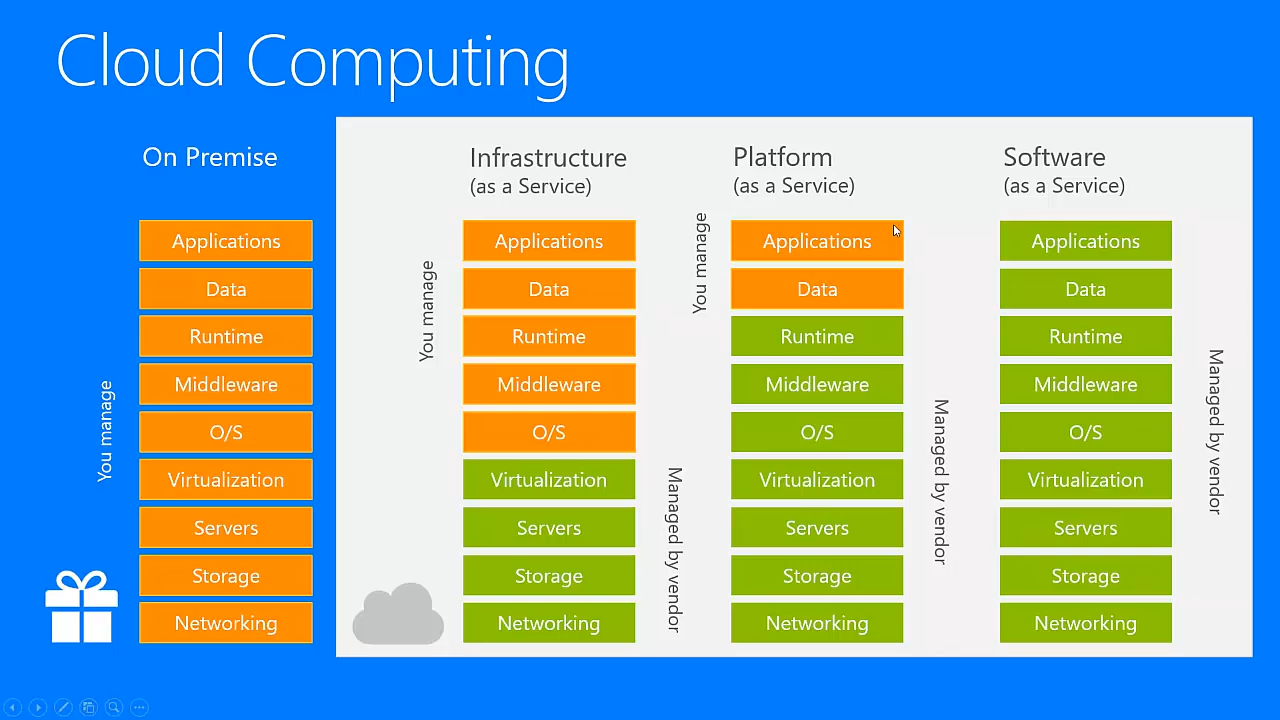 Cloud Computing
On Premise
You manage
Applications
Data
Runtime
Middleware
O/S
Virtualization
Servers
Storage
Networking
Infrastructure
(as a Service)
You manage
Applications
Data
Runtime
Middleware
O/S
Virtualization
Servers
Storage
Networking
Managed by vendor
Platform
(as a Service)
You manage
Applications
Data
Runtime
Middleware
O/S
Virtualization
Servers
Storage
Networking
Managed by vendor
Software
(as a Service)
Applications
Data
Runtime
Middleware
O/S
Virtualization
Servers
Storage
Networking
Managed by vendor